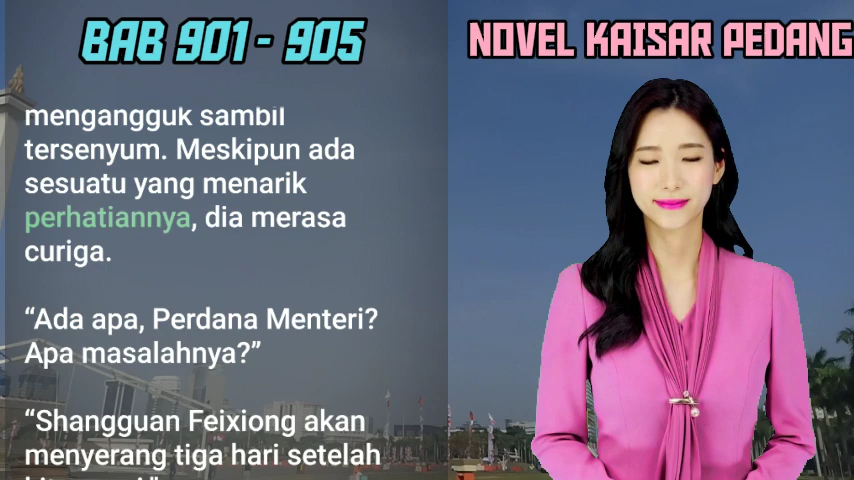 BAB 901 - 905
NOVEL KAISAR PEDANG
mengangguk sambil
tersenyum. Meskipun ada
sesuatu yang menarik
perhatiannya, dia merasa
curiga.
“Ada apa, Perdana Menteri?
Apa masalahnya?”
“Shangguan Feixiong akan
menyerang tiga hari setelah